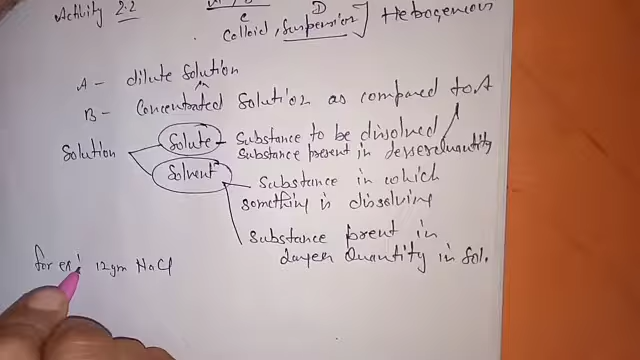 Activity 2.2
c D
Colloid, Suspension] Hetrogenous
A - dilute solution
B - Concentrated Solution as compared to A
Solution Solute - Substance to be dissolved
Substance present in lesser quantity
Solvent - Substance in which
something is dissolving
Substance prent in
larger Quantity in Sol.
for ex: 12gm NaCl